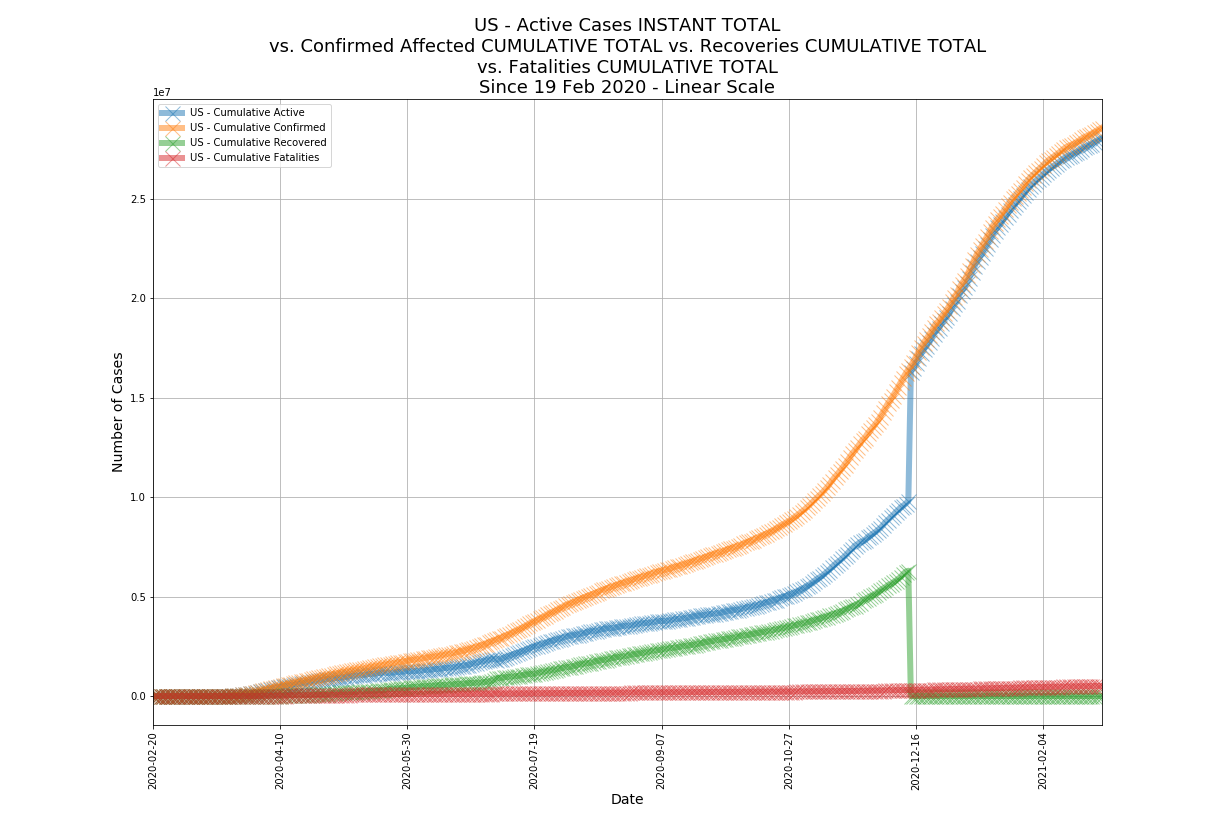 US - Active Cases INSTANT TOTAL
vs. Confirmed Affected CUMULATIVE TOTAL vs. Recoveries CUMULATIVE TOTAL
vs. Fatalities CUMULATIVE TOTAL
Since 19 Feb 2020 - Linear Scale
1e7
US - Cumulative Active
US - Cumulative Confirmed
US - Cumulative Recovered
US - Cumulative Fatalities
2.5
2.0
1.5
1.0
0.5
0.0
Number of Cases
2020-02-20
2020-04-10
2020-05-30
2020-07-19
2020-09-07
2020-10-27
2020-12-16
2021-02-04
Date